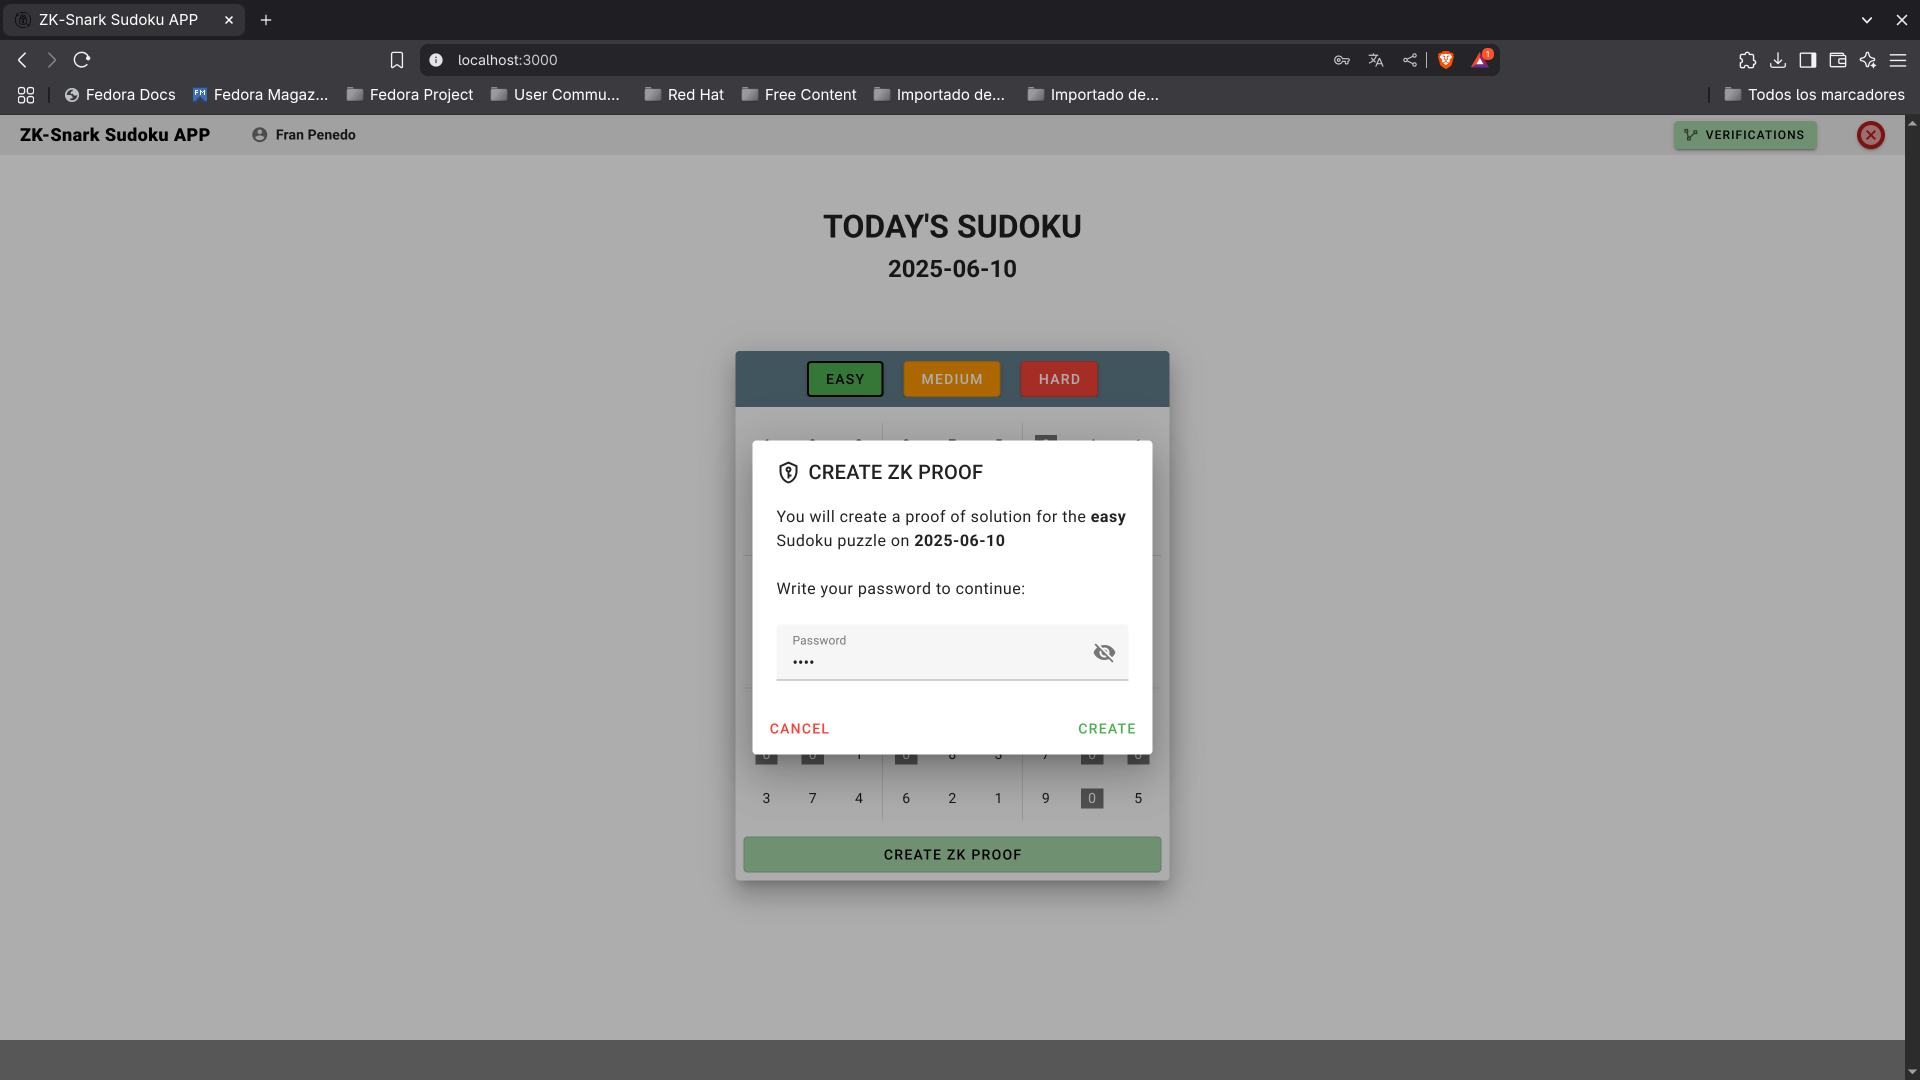 ZK-Snark Sudoku APP
localhost:3000
1
Fedora Docs Fedora Magaz... Fedora Project User Commu... Red Hat Free Content Importado de... Importado de... Todos los marcadores
ZK-Snark Sudoku APP Fran Penedo VERIFICATIONS
TODAY'S SUDOKU
2025-06-10
EASY MEDIUM HARD
CREATE ZK PROOF
You will create a proof of solution for the easy
Sudoku puzzle on 2025-06-10
Write your password to continue:
Password
••••
CANCEL CREATE
3 7 4 6 2 1 9 0 5
CREATE ZK PROOF